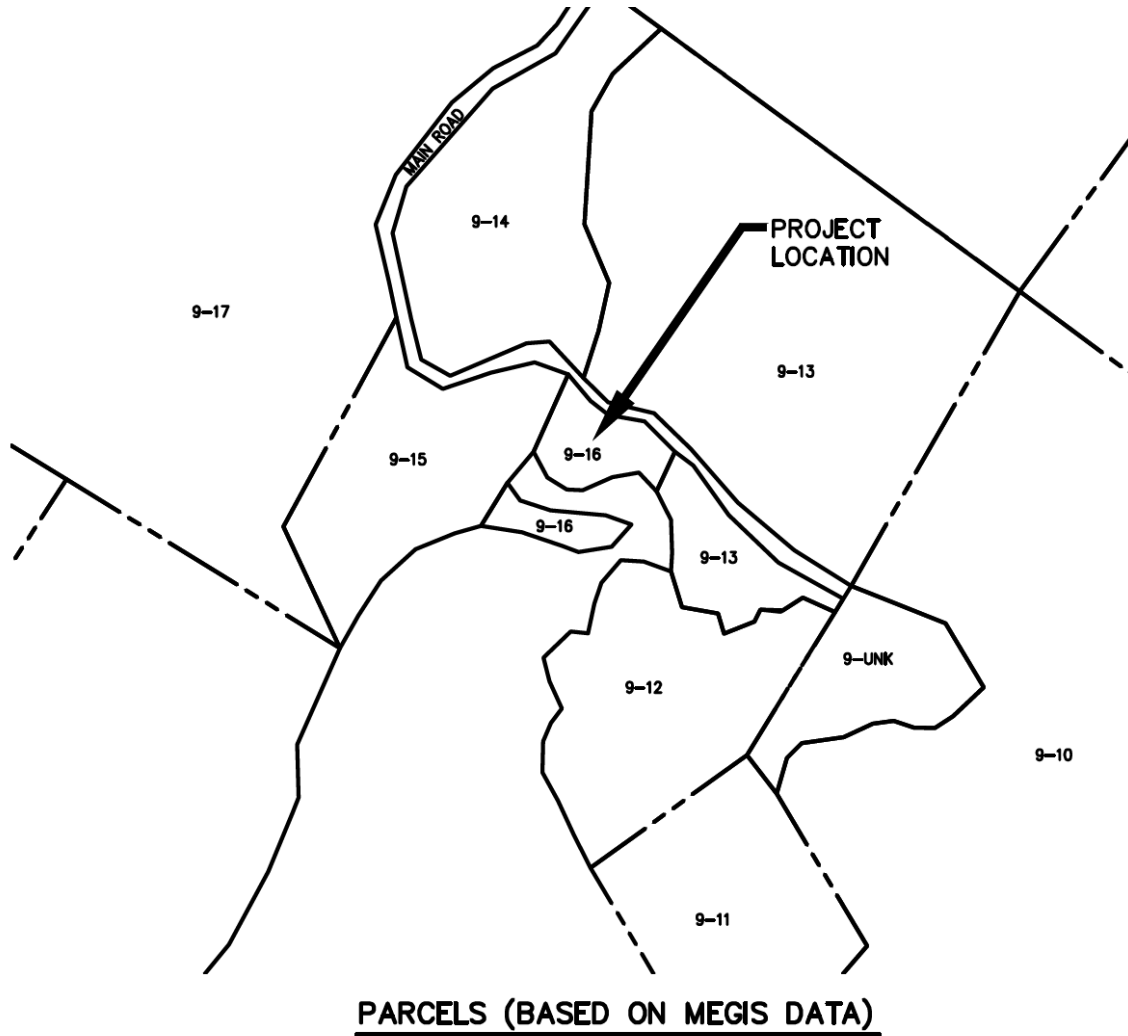 MAIN ROAD
9-14
PROJECT
LOCATION
9-17
9-13
9-15
9-16
9-16
9-13
9-UNK
9-12
9-10
9-11
PARCELS (BASED ON MEGIS DATA)